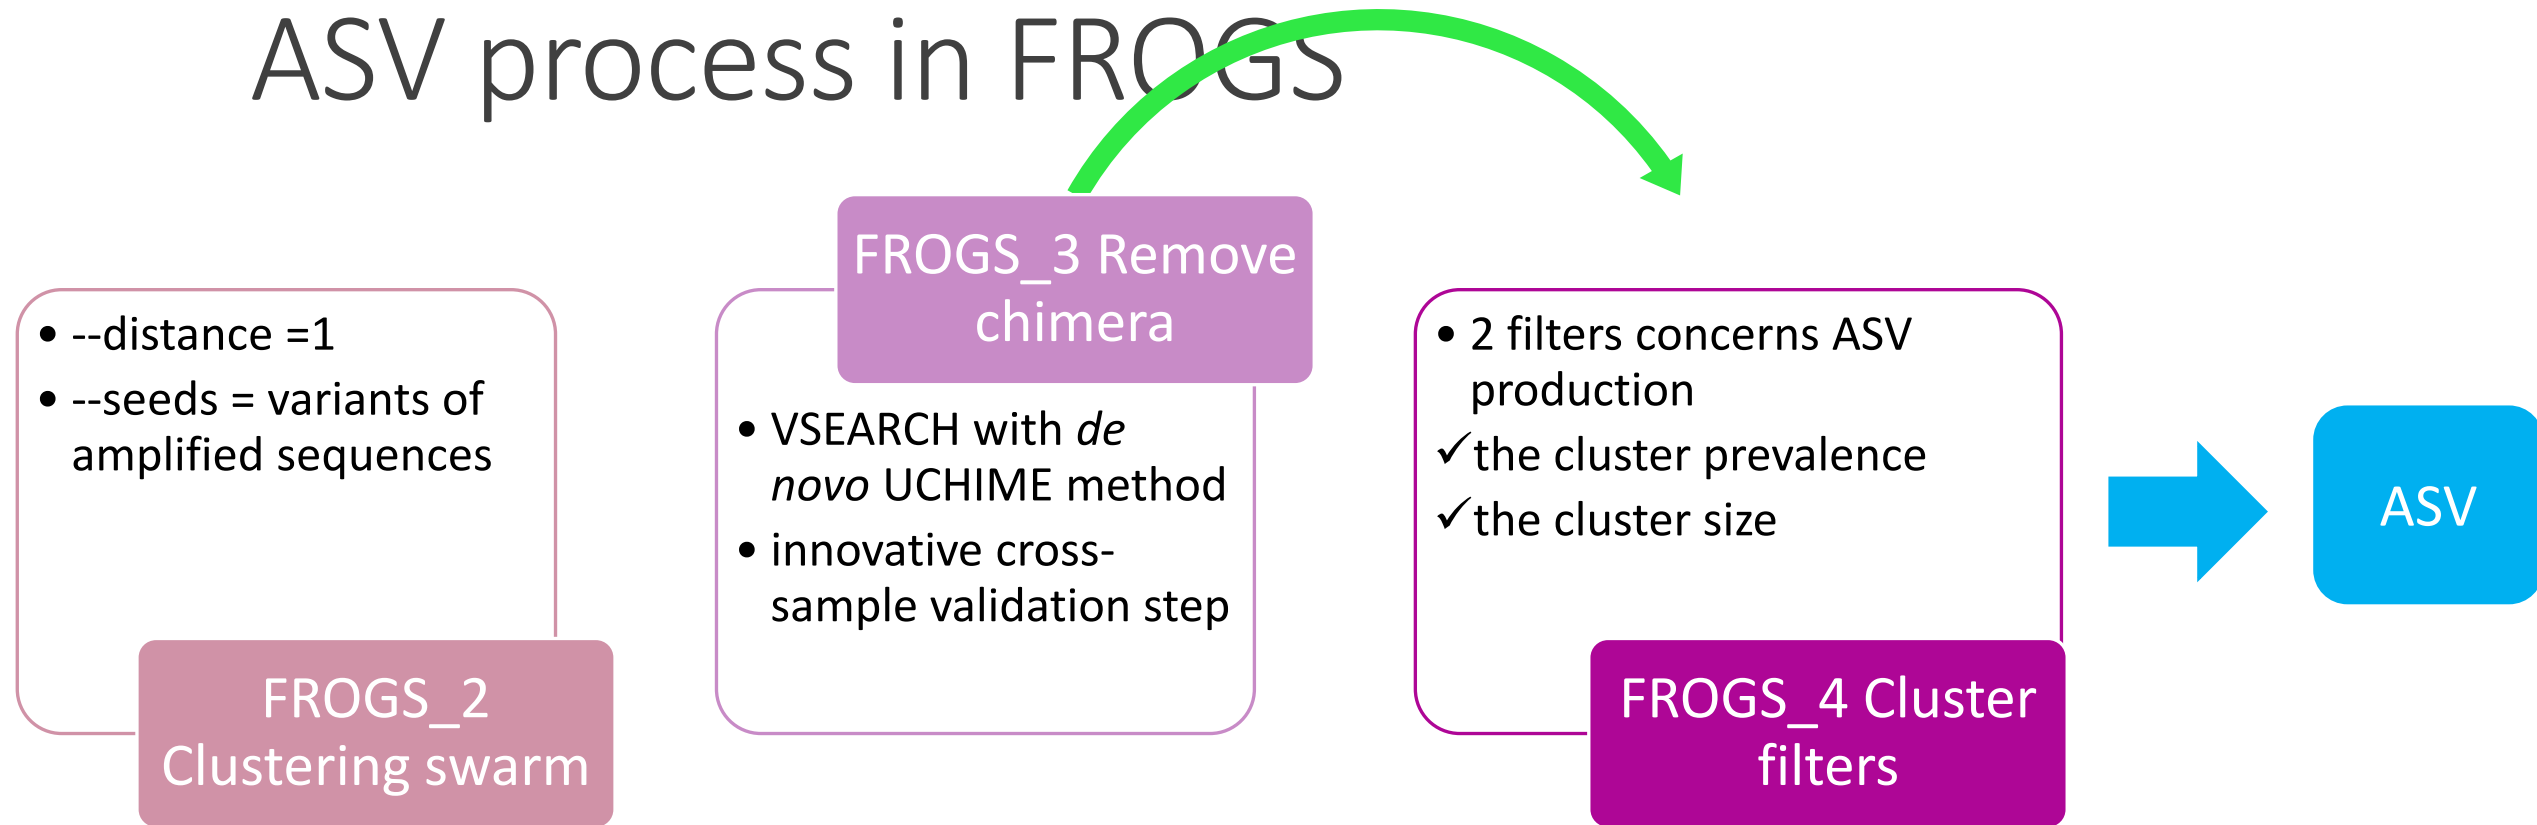 ASV process in FROGS
• --distance =1
• --seeds = variants of
amplified sequences
FROGS_2
Clustering swarm
FROGS_3 Remove
chimera
• VSEARCH with de
novo UCHIME method
• innovative cross-
sample validation step
• 2 filters concerns ASV
production
✓the cluster prevalence
✓the cluster size
FROGS_4 Cluster
filters
ASV